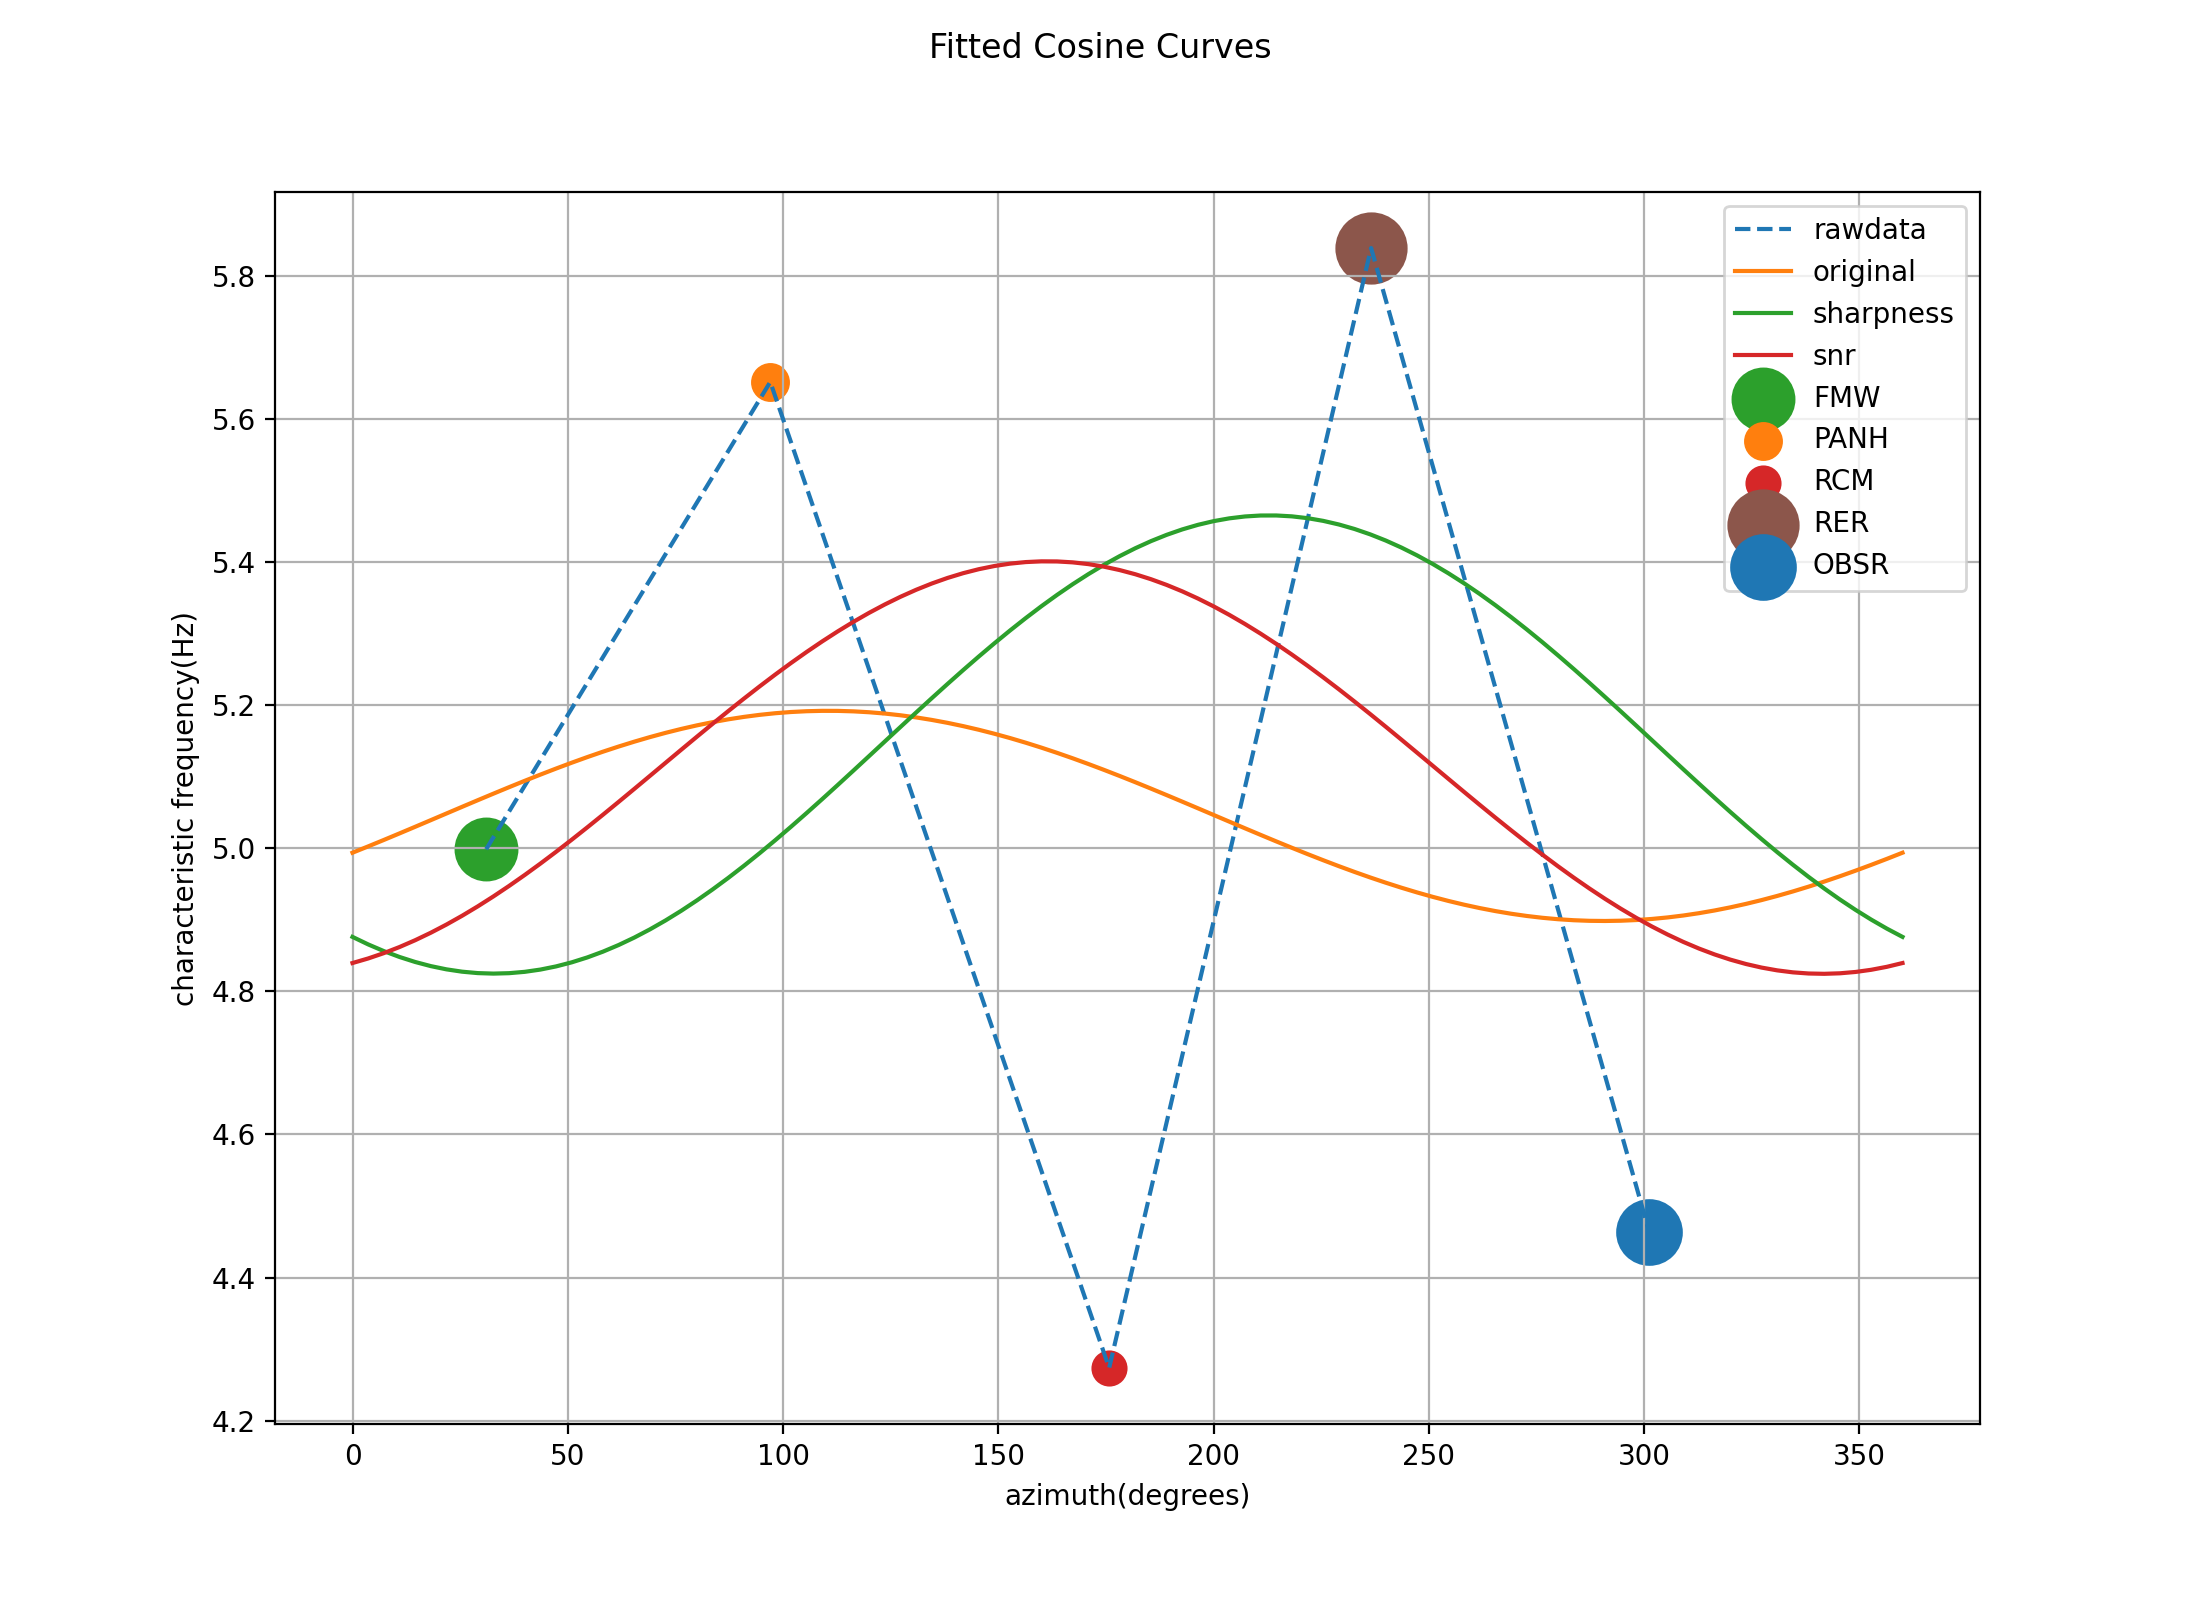 Fitted Cosine Curves
characteristic frequency(Hz)
5.8
5.6
5.4
5.2
5.0
4.8
4.6
4.4
4.2
rawdata
original
sharpness
snr
FMW
PANH
RCM
RER
OBSR
0 50 100 150 200 250 300 350
azimuth(degrees)